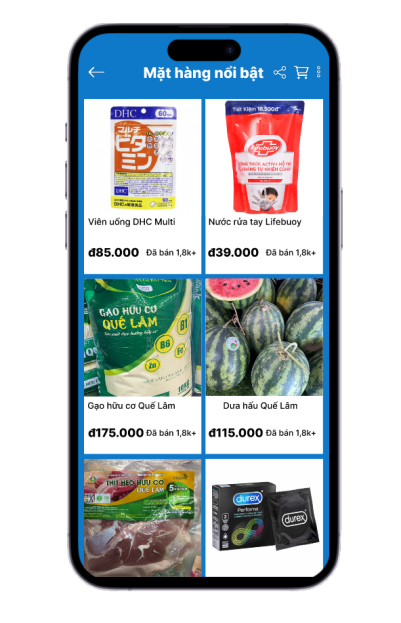 Mặt hàng nổi bật
DHC
60日分
マルチ
ビタ
ミン
DHC
Tiết Kiệm 18.500đ
Lifebuoy
Viên uống DHC Multi
Nước rửa tay Lifebuoy
đ85.000 Đã bán 1,8k+
đ39.000 Đã bán 1,8k+
GẠO HỮU CƠ
QUẾ LÂM
B1
B6
Gạo hữu cơ Quế Lâm
Dưa hấu Quế Lâm
đ175.000 Đã bán 1,8k+
đ115.000 Đã bán 1,8k+
THỊT HEO HỮU CƠ
QUẾ LÂM
durex
Performa
durex